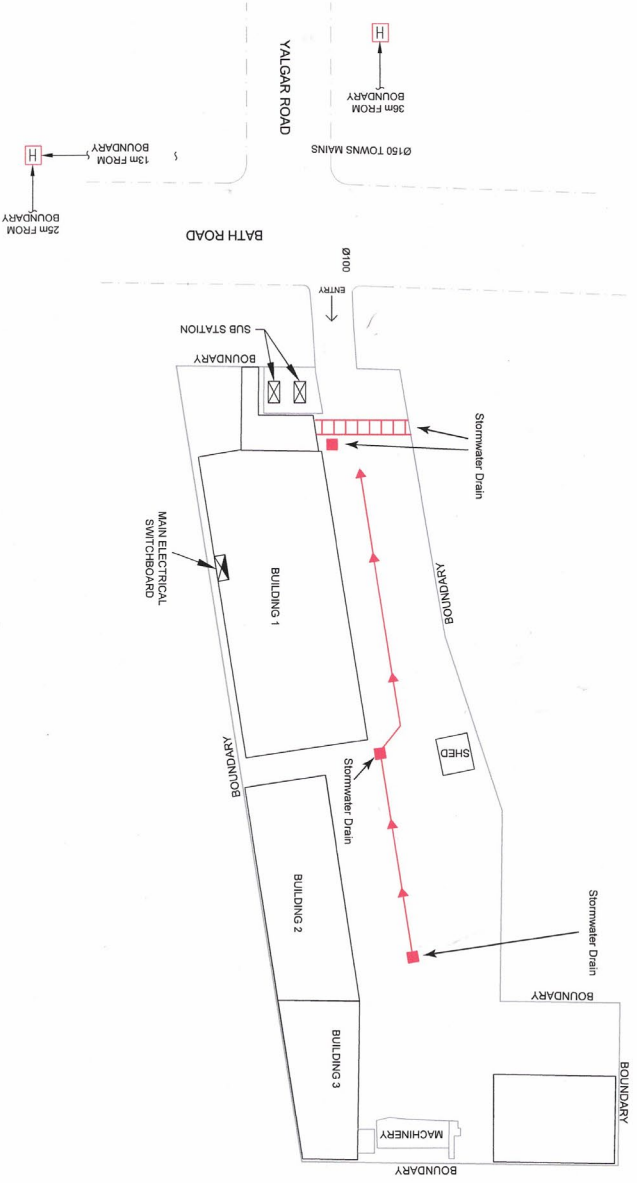 H
36m FROM
BOUNDARY
YALGAR ROAD
Ø150 TOWNS MAINS
H
13m FROM
BOUNDARY
25m FROM
BOUNDARY
BATH ROAD
Ø100
ENTRY
SUB STATION
BOUNDARY
Stormwater Drain
MAIN ELECTRICAL
SWITCHBOARD
BUILDING 1
BOUNDARY
SHED
BOUNDARY
Stormwater Drain
BUILDING 2
Stormwater Drain
BOUNDARY
BUILDING 3
MACHINERY
BOUNDARY
BOUNDARY